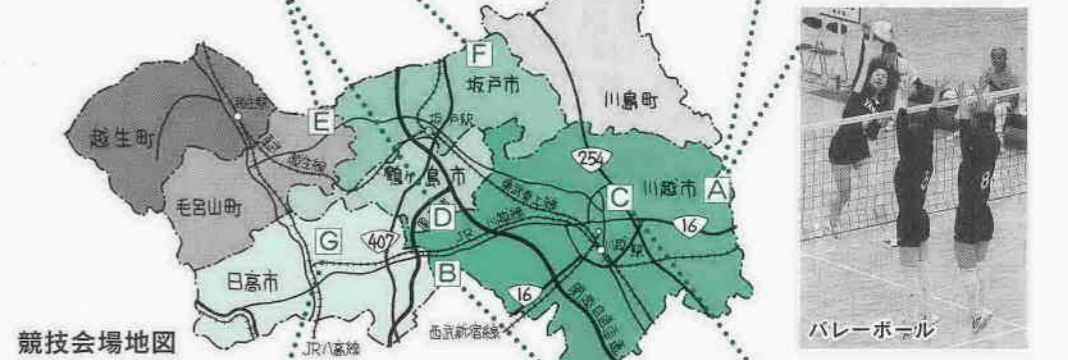 F
坂戸市
川島町
越生駅
E
坂戸駅
越生町
越生線
254
鶴ヶ島市
東武東上線
C
川越市
A
毛呂山町
D
JR川越線
16
G
407
川越駅
B
日高市
16
関越自動車道
西武新宿線
競技会場地図
JR八高線
バレーボール
8